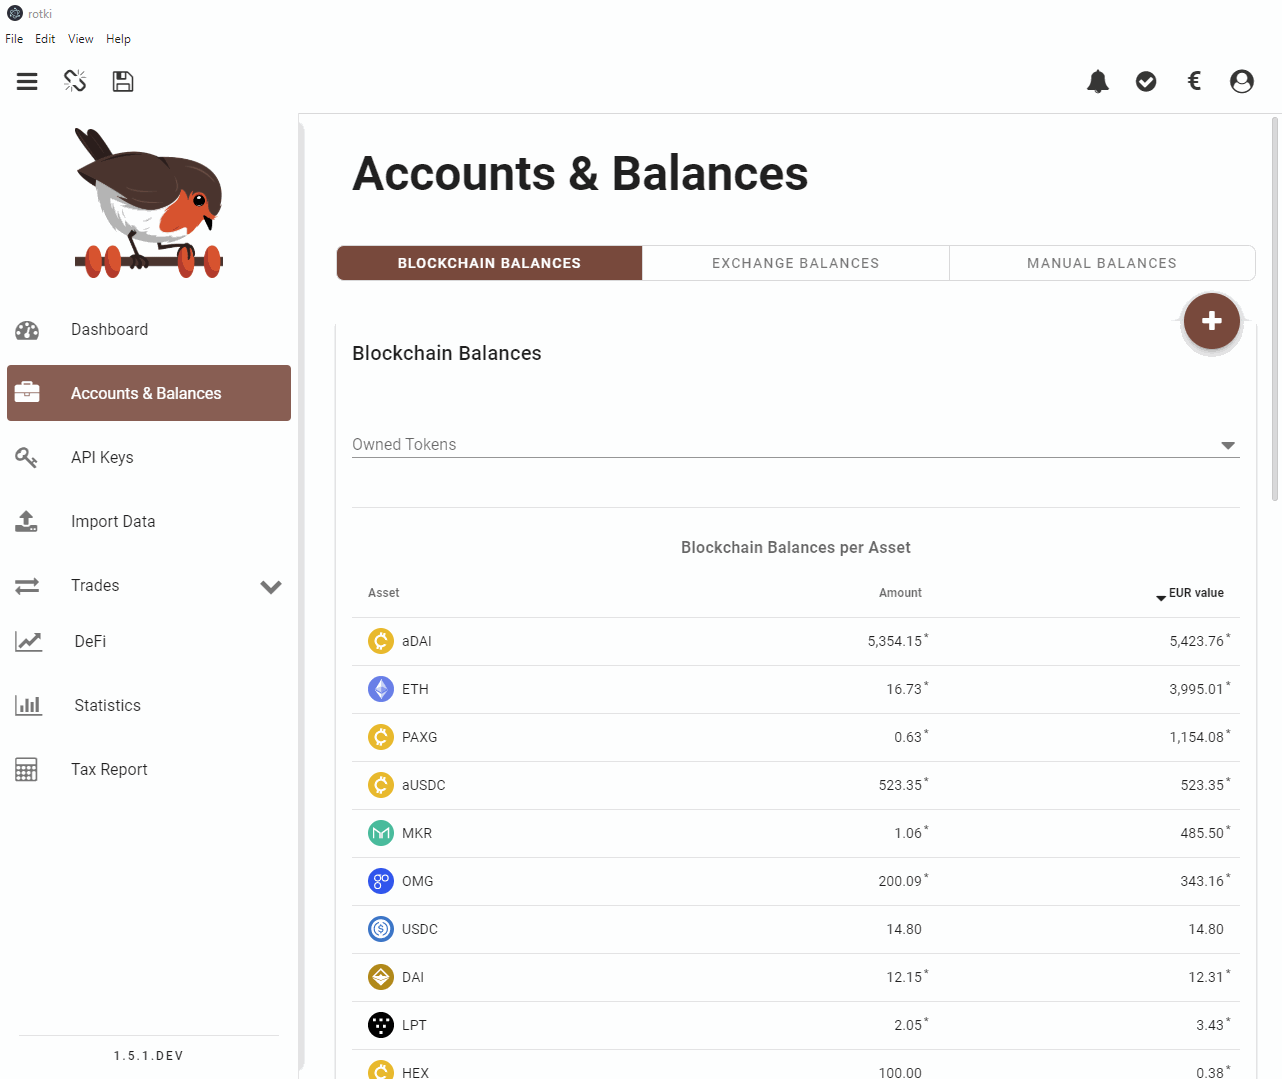 rotki
File Edit View Help
€
Accounts & Balances
BLOCKCHAIN BALANCES EXCHANGE BALANCES MANUAL BALANCES
Dashboard
Accounts & Balances
API Keys
Import Data
Trades
DeFi
Statistics
Tax Report
1.5.1.DEV
Blockchain Balances
Owned Tokens
Blockchain Balances per Asset
Asset Amount EUR value
aDAI 5,354.15* 5,423.76*
ETH 16.73* 3,995.01*
PAXG 0.63* 1,154.08*
aUSDC 523.35* 523.35*
MKR 1.06* 485.50*
OMG 200.09* 343.16*
USDC 14.80 14.80
DAI 12.15* 12.31*
LPT 2.05* 3.43*
HEX 100.00 0.38*